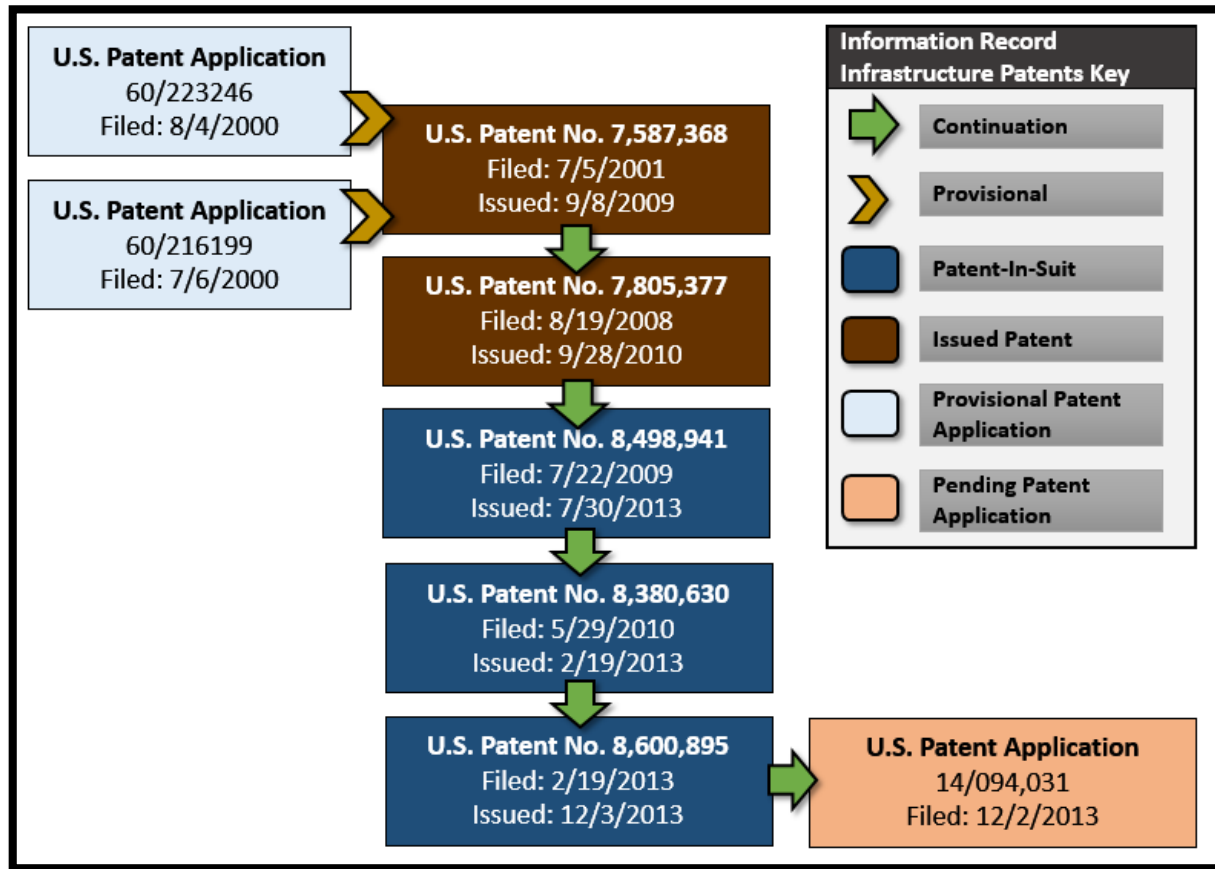 U.S. Patent Application
60/223246
Filed: 8/4/2000
U.S. Patent Application
60/216199
Filed: 7/6/2000
U.S. Patent No. 7,587,368
Filed: 7/5/2001
Issued: 9/8/2009
U.S. Patent No. 7,805,377
Filed: 8/19/2008
Issued: 9/28/2010
U.S. Patent No. 8,498,941
Filed: 7/22/2009
Issued: 7/30/2013
U.S. Patent No. 8,380,630
Filed: 5/29/2010
Issued: 2/19/2013
U.S. Patent No. 8,600,895
Filed: 2/19/2013
Issued: 12/3/2013
U.S. Patent Application
14/094,031
Filed: 12/2/2013
Information Record
Infrastructure Patents Key
Continuation
Provisional
Patent-In-Suit
Issued Patent
Provisional Patent
Application
Pending Patent
Application